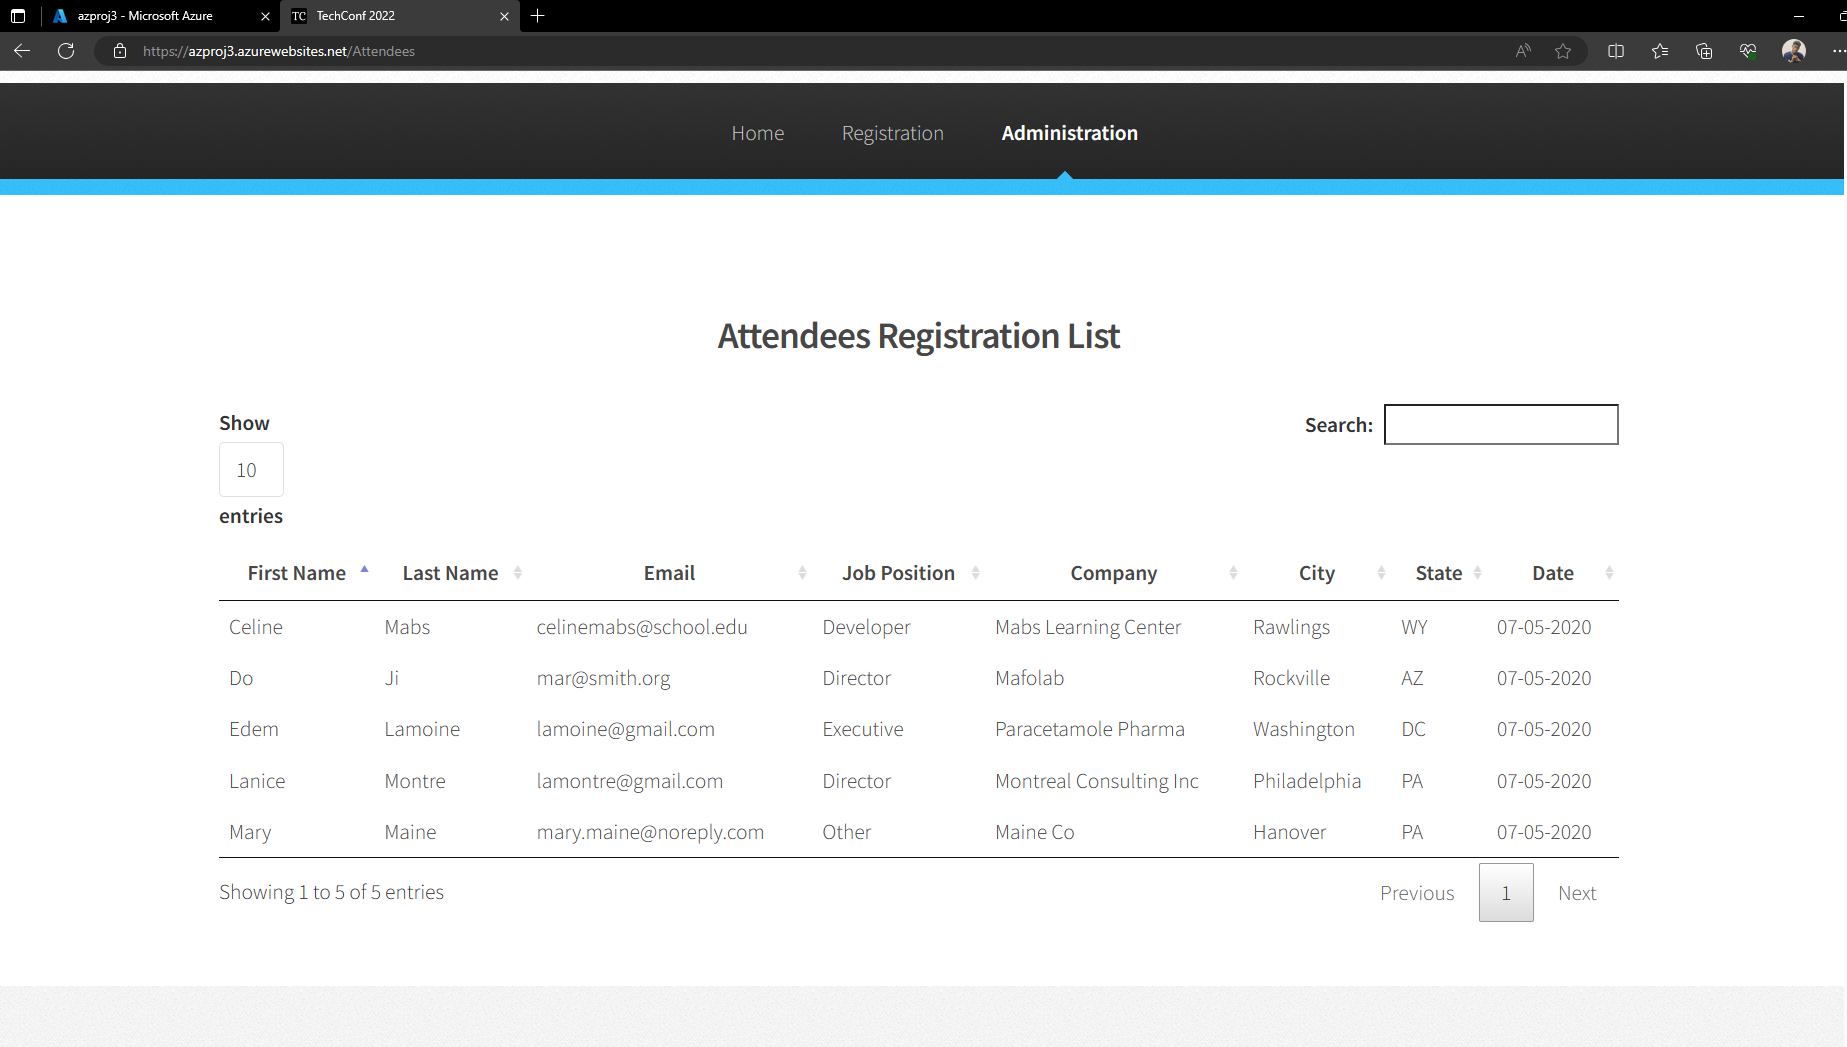 azproj3 - Microsoft Azure
TC TechConf 2022
https://azproj3.azurewebsites.net/Attendees
Home Registration Administration
Attendees Registration List
Show
10
entries
Search:
First Name Last Name Email Job Position Company City State Date
Celine Mabs celinemabs@school.edu Developer Mabs Learning Center Rawlings WY 07-05-2020
Do Ji mar@smith.org Director Mafolab Rockville AZ 07-05-2020
Edem Lamoine lamoine@gmail.com Executive Paracetamole Pharma Washington DC 07-05-2020
Lanice Montre lamontre@gmail.com Director Montreal Consulting Inc Philadelphia PA 07-05-2020
Mary Maine mary.maine@noreply.com Other Maine Co Hanover PA 07-05-2020
Showing 1 to 5 of 5 entries
Previous 1 Next